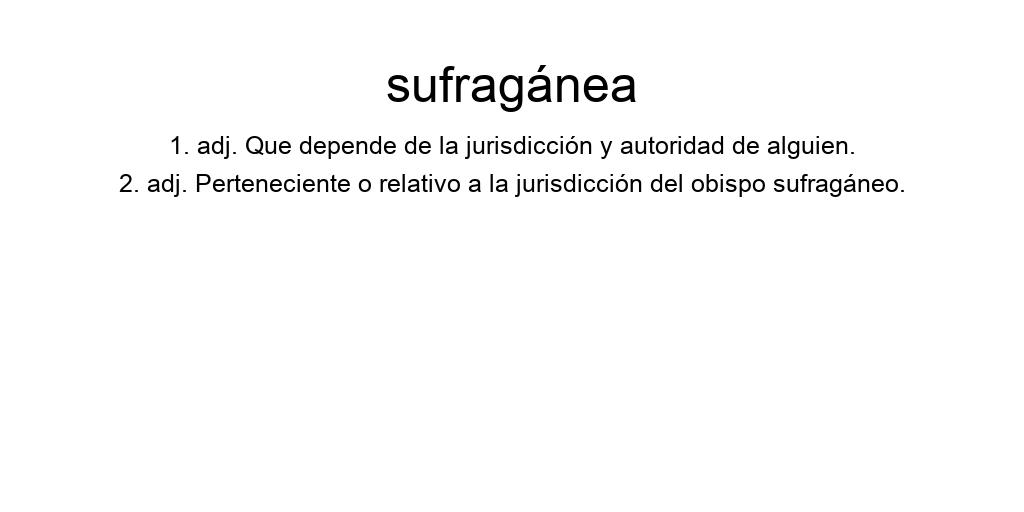 sufragánea
1. adj. Que depende de la jurisdicción y autoridad de alguien.
2. adj. Perteneciente o relativo a la jurisdicción del obispo sufragáneo.